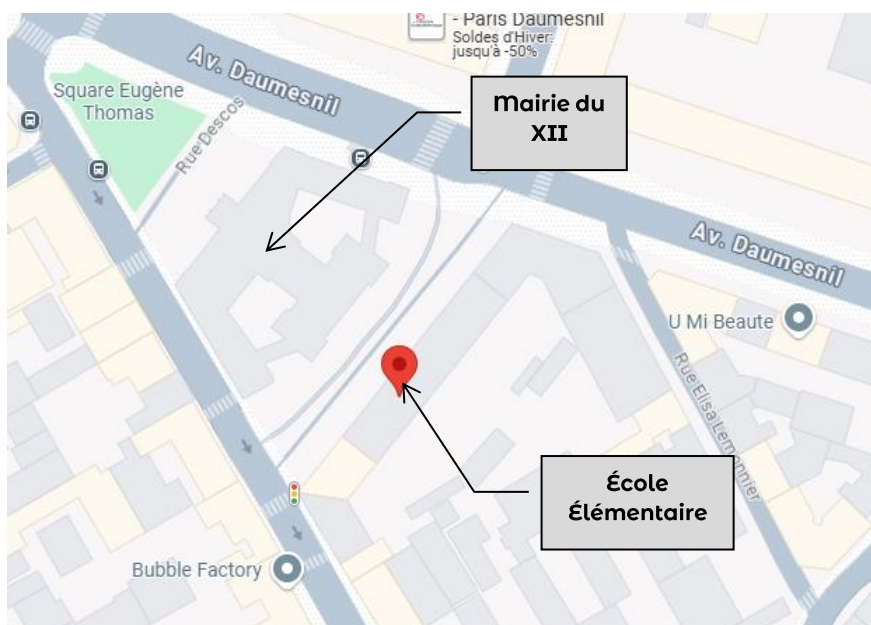 - Paris Daumesnil
Soldes d'Hiver:
jusqu'à -50%
Av. Daumesnil
Square Eugène
Thomas
Rue Descos
Mairie du
XII
Av. Daumesnil
U Mi Beaute
Rue Elisa Lemonnier
École
Élémentaire
Bubble Factory